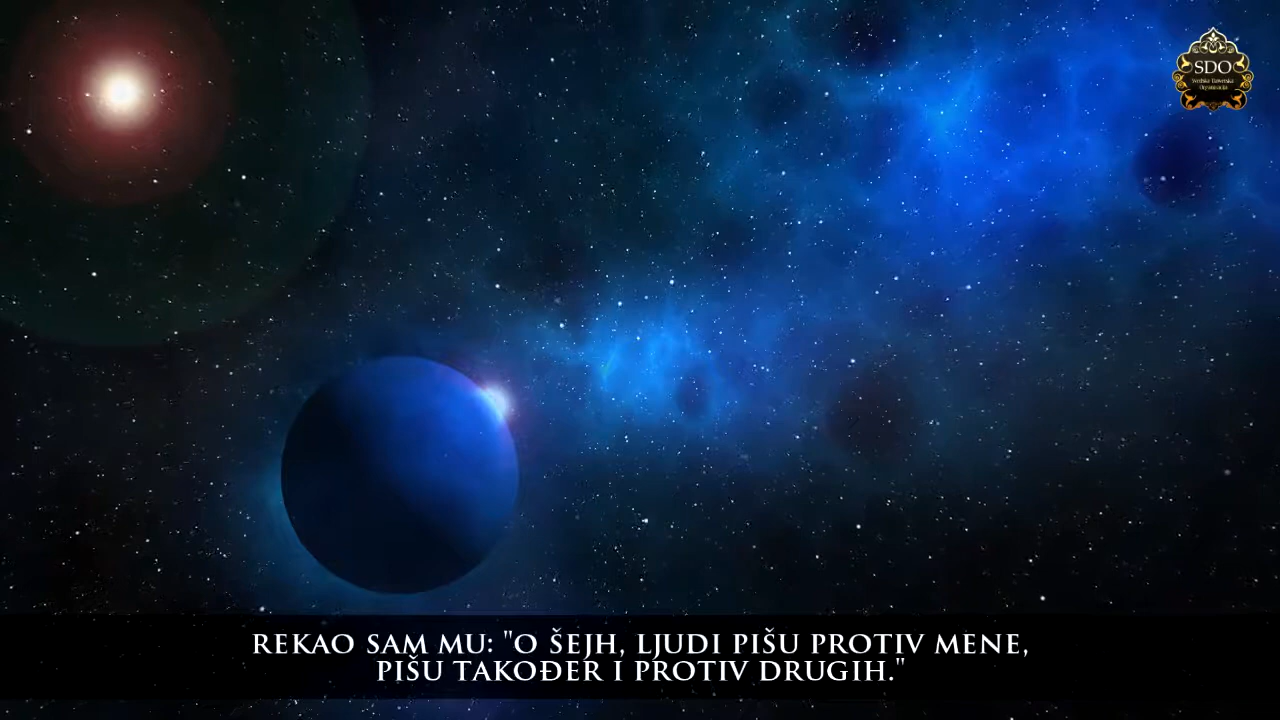 SDO
REKAO SAM MU: "O ŠEJH, LJUDI PIŠU PROTIV MENE,
PIŠU TAKOĐER I PROTIV DRUGIH."